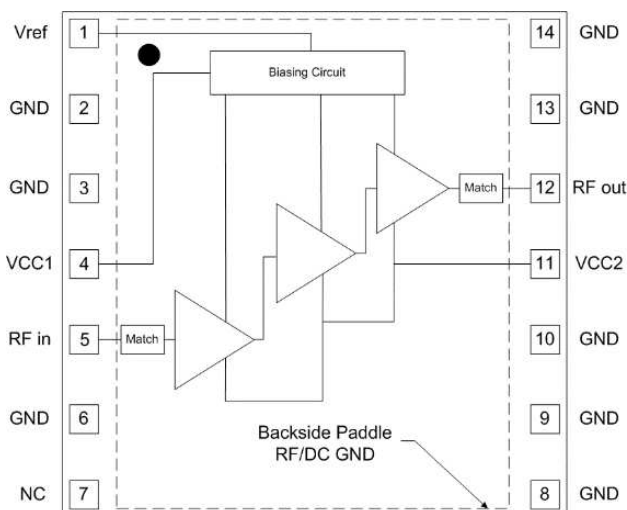 Vref 1 14 GND
Biasing Circuit
GND 2 13 GND
GND 3 Match 12 RF out
VCC1 4 11 VCC2
RF in 5 Match 10 GND
GND 6 9 GND
Backside Paddle
RF/DC GND
NC 7 8 GND